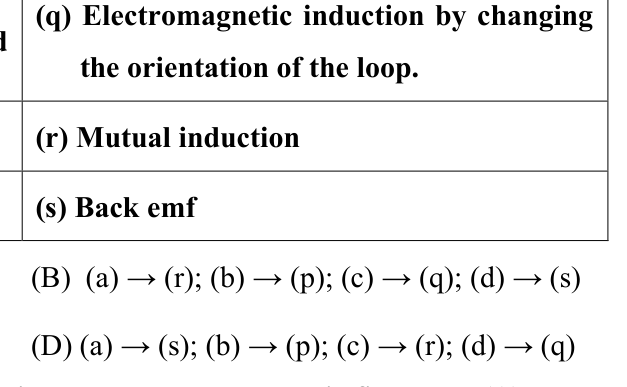 (q) Electromagnetic induction by changing
the orientation of the loop.
(r) Mutual induction
(s) Back emf
(B) (a) → (r); (b) → (p); (c) → (q); (d) → (s)
(D) (a) → (s); (b) → (p); (c) → (r); (d) → (q)